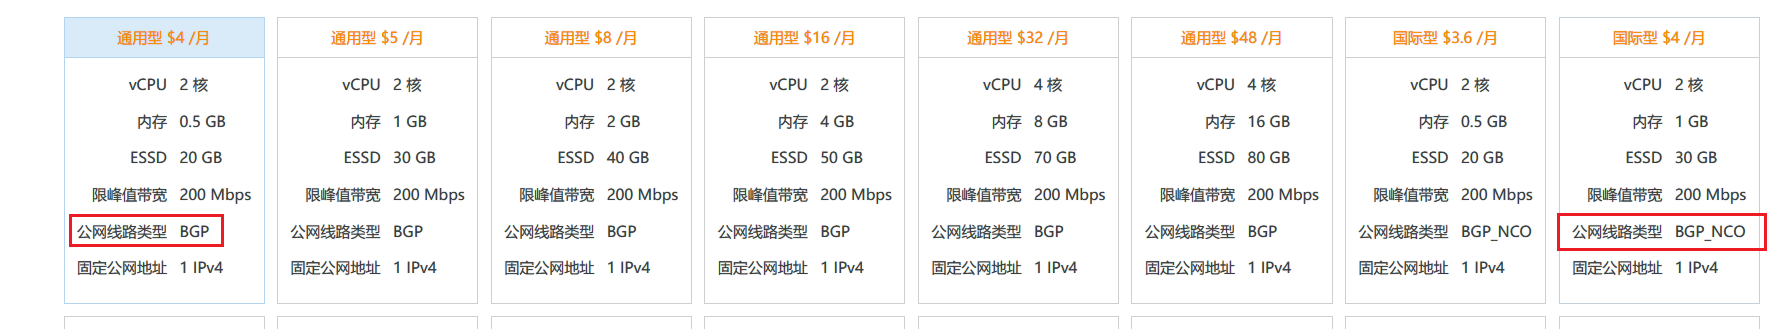 通用型 $4 /月
vCPU 2 核
内存 0.5 GB
ESSD 20 GB
限峰值带宽 200 Mbps
公网线路类型 BGP
固定公网地址 1 IPv4
通用型 $5 /月
vCPU 2 核
内存 1 GB
ESSD 30 GB
限峰值带宽 200 Mbps
公网线路类型 BGP
固定公网地址 1 IPv4
通用型 $8 /月
vCPU 2 核
内存 2 GB
ESSD 40 GB
限峰值带宽 200 Mbps
公网线路类型 BGP
固定公网地址 1 IPv4
通用型 $16 /月
vCPU 2 核
内存 4 GB
ESSD 50 GB
限峰值带宽 200 Mbps
公网线路类型 BGP
固定公网地址 1 IPv4
通用型 $32 /月
vCPU 4 核
内存 8 GB
ESSD 70 GB
限峰值带宽 200 Mbps
公网线路类型 BGP
固定公网地址 1 IPv4
通用型 $48 /月
vCPU 4 核
内存 16 GB
ESSD 80 GB
限峰值带宽 200 Mbps
公网线路类型 BGP
固定公网地址 1 IPv4
国际型 $3.6 /月
vCPU 2 核
内存 0.5 GB
ESSD 20 GB
限峰值带宽 200 Mbps
公网线路类型 BGP_NCO
固定公网地址 1 IPv4
国际型 $4 /月
vCPU 2 核
内存 1 GB
ESSD 30 GB
限峰值带宽 200 Mbps
公网线路类型 BGP_NCO
固定公网地址 1 IPv4